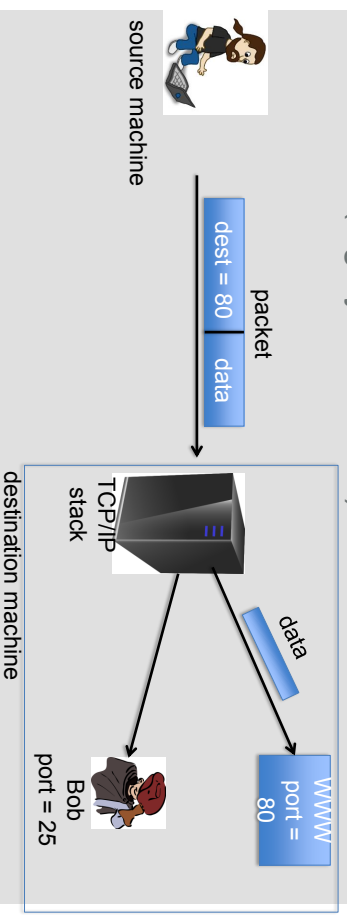 source machine
packet
dest = 80
data
TCP/IP
stack
data
WWW
port =
80
Bob
port = 25
destination machine